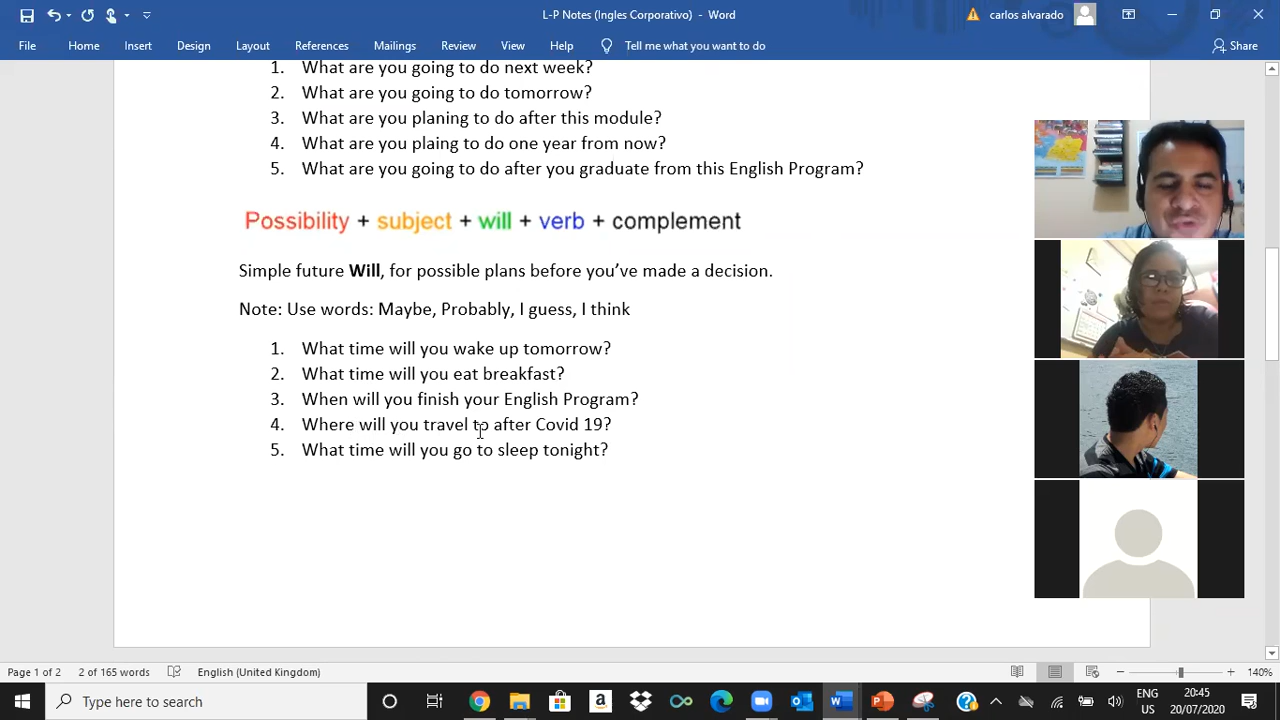 L-P Notes (Ingles Corporativo) - Word
carlos alvarado
File Home Insert Design Layout References Mailings Review View Help Tell me what you want to do Share
1. What are you going to do next week?
2. What are you going to do tomorrow?
3. What are you planing to do after this module?
4. What are you plaing to do one year from now?
5. What are you going to do after you graduate from this English Program?
Possibility + subject + will + verb + complement
Simple future Will, for possible plans before you’ve made a decision.
Note: Use words: Maybe, Probably, I guess, I think
1. What time will you wake up tomorrow?
2. What time will you eat breakfast?
3. When will you finish your English Program?
4. Where will you travel to after Covid 19?
5. What time will you go to sleep tonight?
Page 1 of 2 2 of 165 words English (United Kingdom) 140%
Type here to search
ENG 20:45
US 20/07/2020